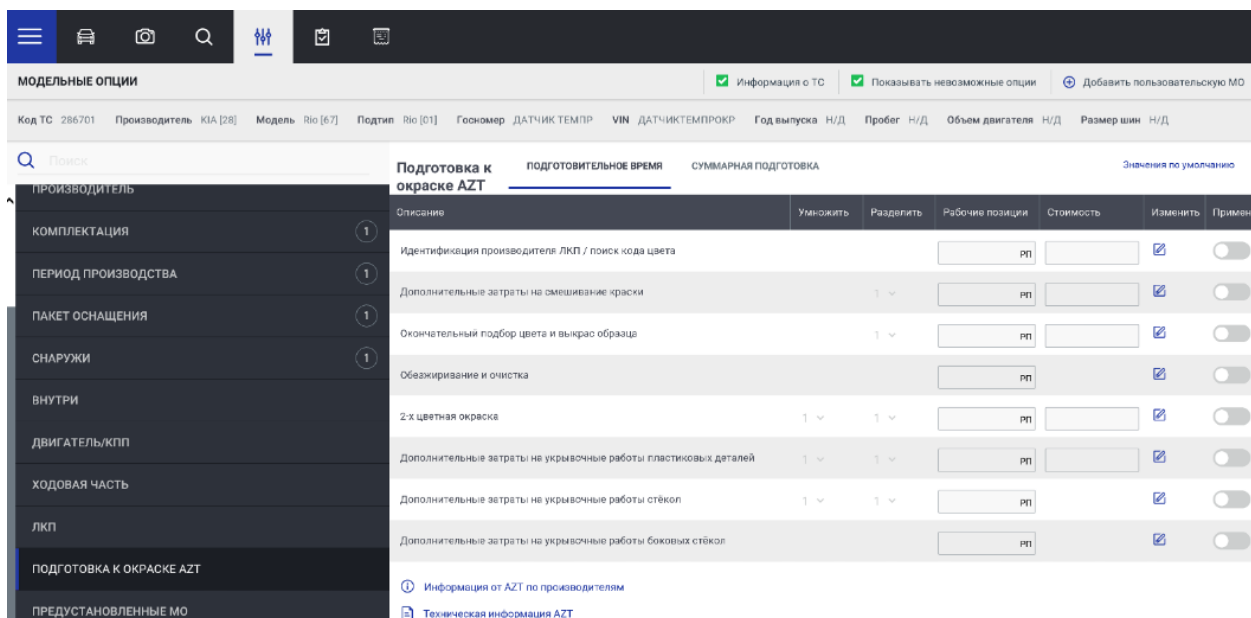 МОДЕЛЬНЫЕ ОПЦИИ
Информация о ТС
Показывать невозможные опции
Добавить пользовательскую МО
Код ТС 286701 Производитель KIA [28] Модель Rio [67] Подтип Rio [01] Госномер ДАТЧИК ТЕМПР VIN ДАТЧИКТЕМПРОКР Год выпуска Н/Д Пробег Н/Д Объем двигателя Н/Д Размер шин Н/Д
Поиск
ПРОИЗВОДИТЕЛЬ
КОМПЛЕКТАЦИЯ 1
ПЕРИОД ПРОИЗВОДСТВА 1
ПАКЕТ ОСНАЩЕНИЯ 1
СНАРУЖИ 1
ВНУТРИ
ДВИГАТЕЛЬ/КПП
ХОДОВАЯ ЧАСТЬ
ЛКП
ПОДГОТОВКА К ОКРАСКЕ AZT
ПРЕДУСТАНОВЛЕННЫЕ МО
Подготовка к
окраске AZT
ПОДГОТОВИТЕЛЬНОЕ ВРЕМЯ
СУММАРНАЯ ПОДГОТОВКА
Значения по умолчанию
Описание Умножить Разделить Рабочие позиции Стоимость Изменить Примен
Идентификация производителя ЛКП / поиск кода цвета РП
Дополнительные затраты на смешивание краски 1 РП
Окончательный подбор цвета и выкрас образца 1 РП
Обезжиривание и очистка РП
2-х цветная окраска 1 1 РП
Дополнительные затраты на укрывочные работы пластиковых деталей 1 1 РП
Дополнительные затраты на укрывочные работы стёкол 1 1 РП
Дополнительные затраты на укрывочные работы боковых стёкол РП
Информация от AZT по производителям
Техническая информация AZT